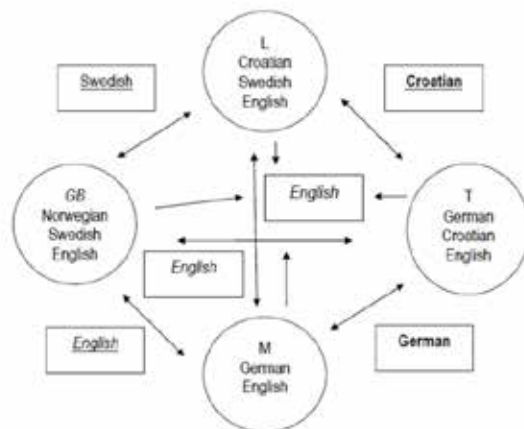 L
Croatian
Swedish
English
Swedish
Croatian
GB
Norwegian
Swedish
English
English
T
German
Croatian
English
English
English
M
German
English
German